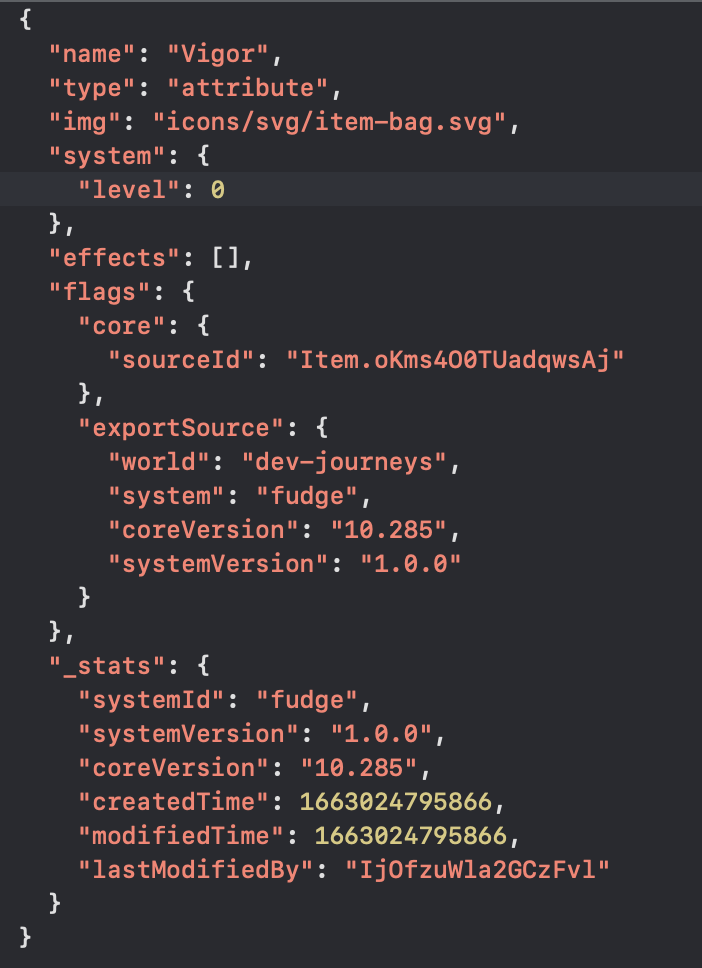 {
  "name": "Vigor",
  "type": "attribute",
  "img": "icons/svg/item-bag.svg",
  "system": {
    "level": 0
  },
  "effects": [],
  "flags": {
    "core": {
      "sourceId": "Item.oKms4O0TUadqwsAj"
    },
    "exportSource": {
      "world": "dev-journeys",
      "system": "fudge",
      "coreVersion": "10.285",
      "systemVersion": "1.0.0"
    }
  },
  "_stats": {
    "systemId": "fudge",
    "systemVersion": "1.0.0",
    "coreVersion": "10.285",
    "createdTime": 1663024795866,
    "modifiedTime": 1663024795866,
    "lastModifiedBy": "IjOfzuWla2GCzFvl"
  }
}